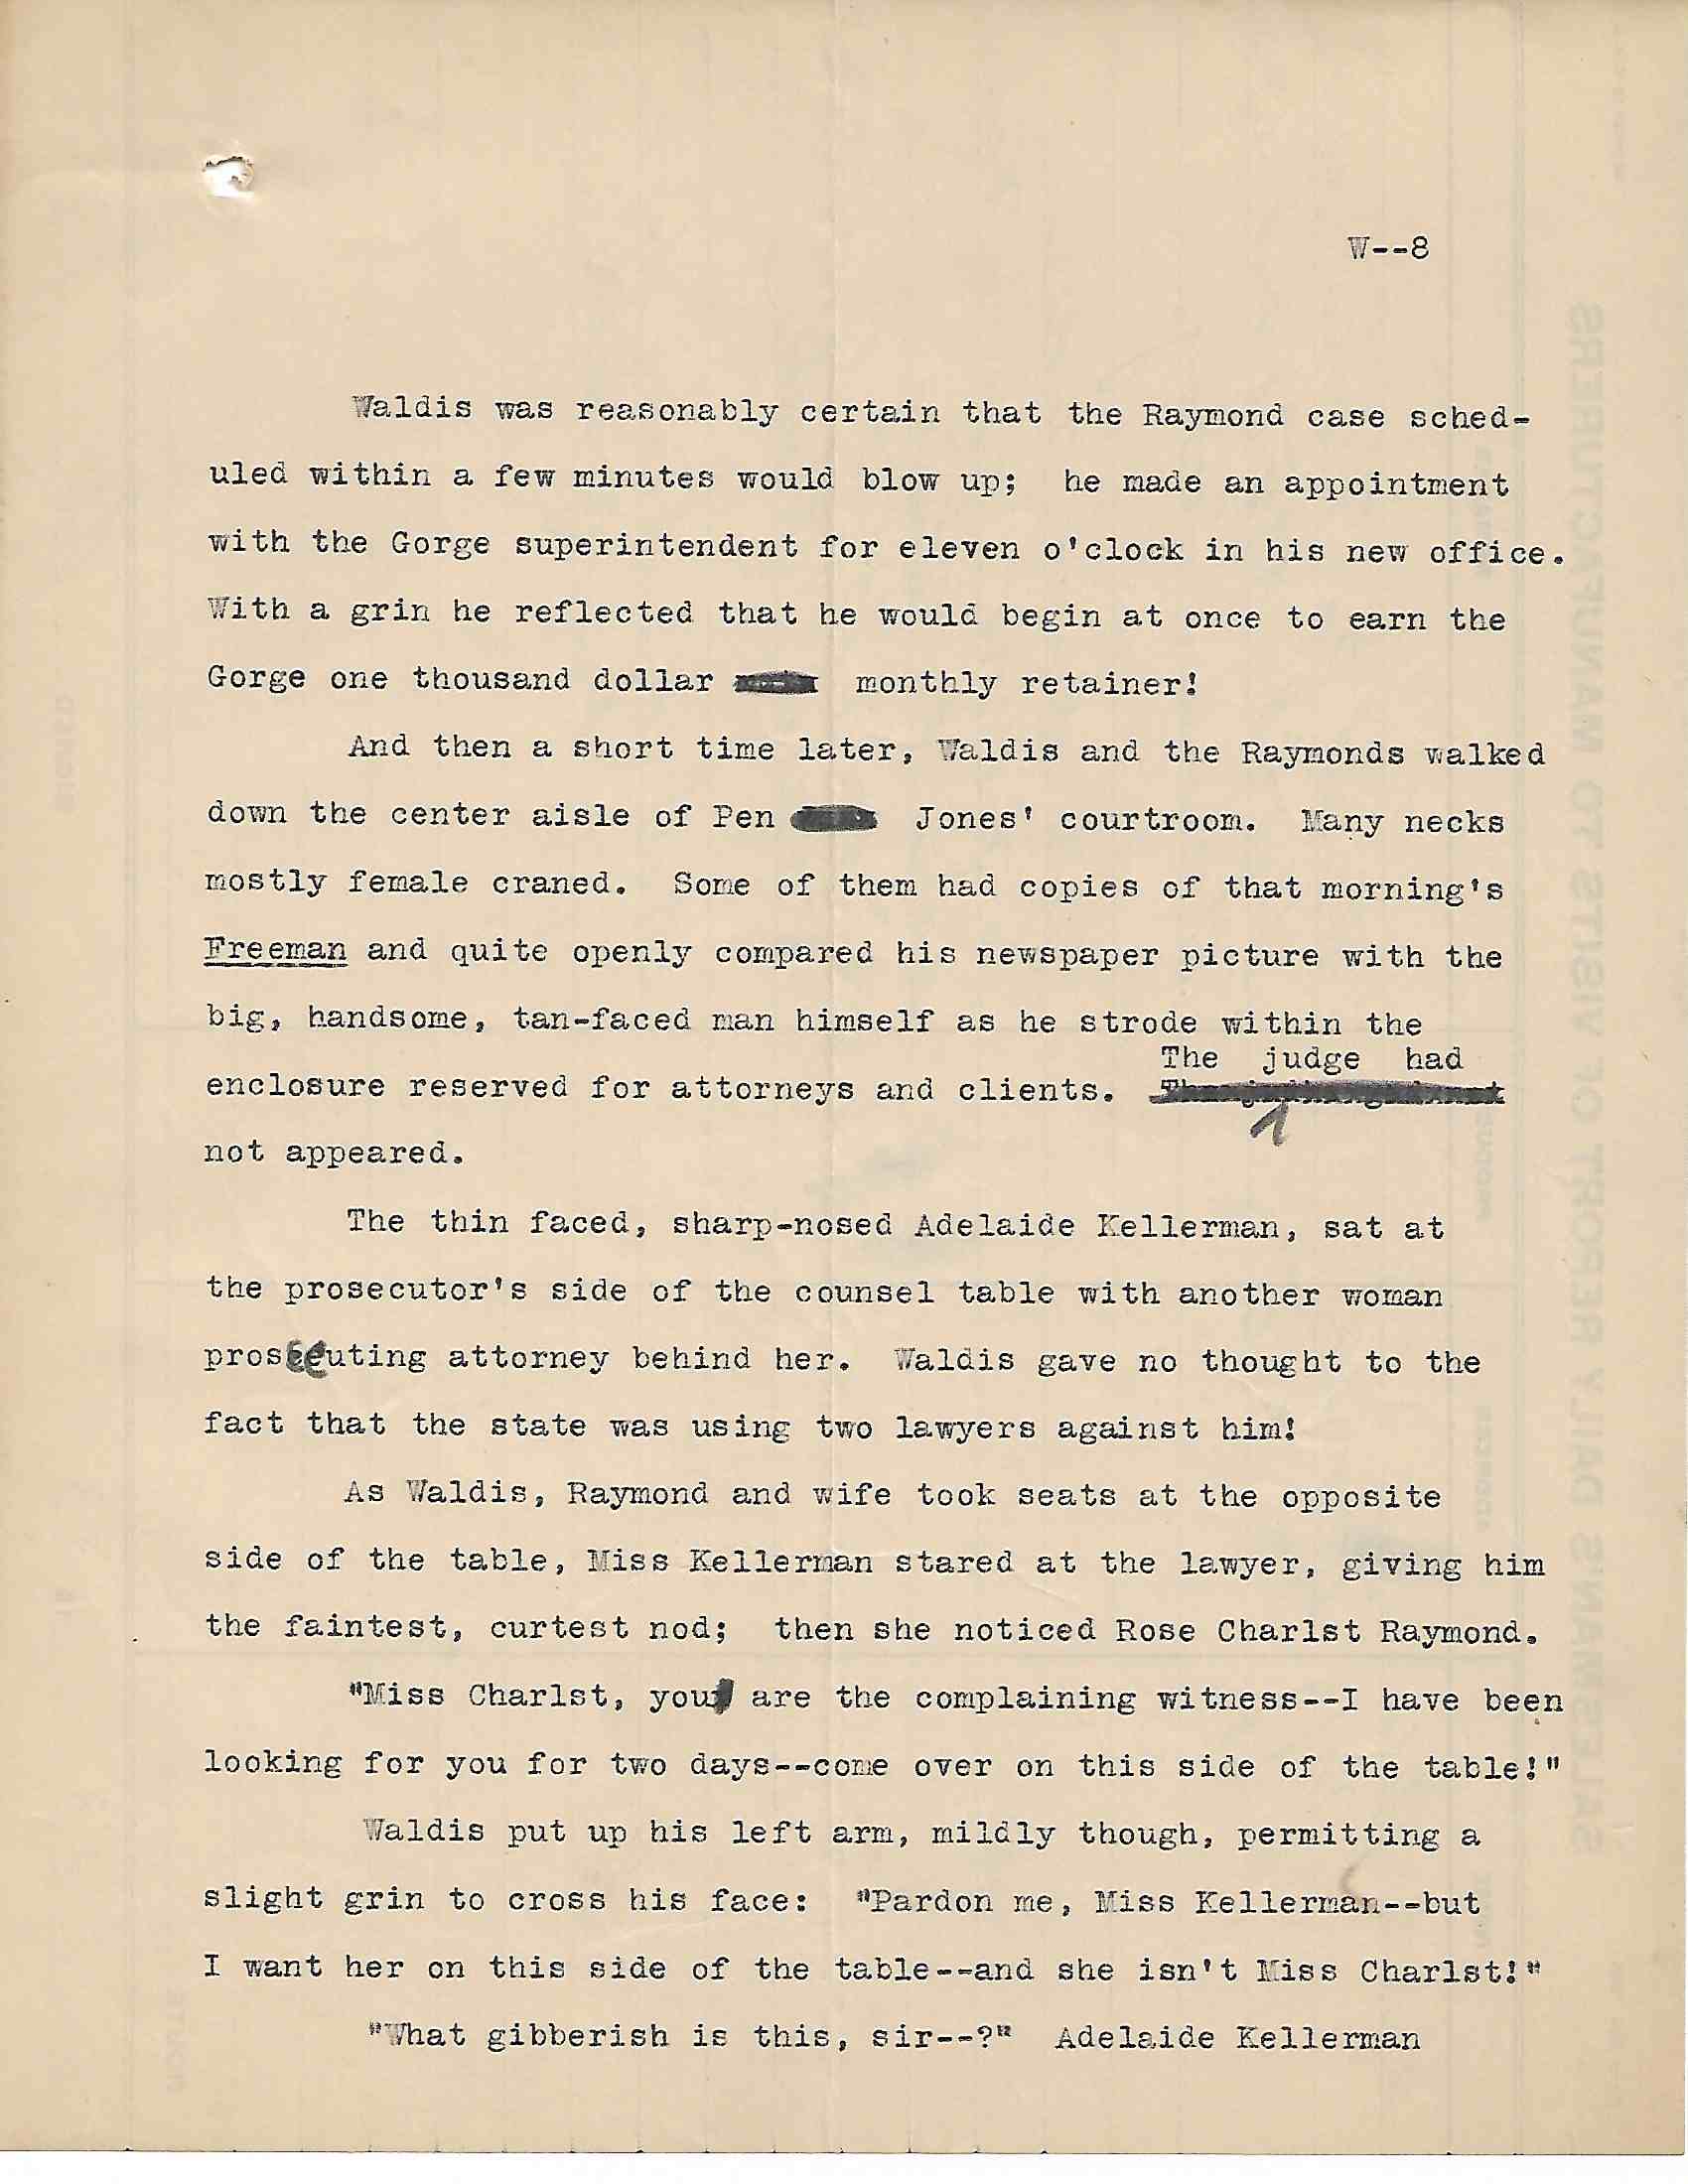 W--8
Waldis was reasonably certain that the Raymond case sched-
uled within a few minutes would blow up; he made an appointment
with the Gorge superintendent for eleven o'clock in his new office.
With a grin he reflected that he would begin at once to earn the
Gorge one thousand dollar monthly retainer!
And then a short time later, Waldis and the Raymonds walked
down the center aisle of Pen Jones' courtroom. Many necks
mostly female craned. Some of them had copies of that morning's
Freeman and quite openly compared his newspaper picture with the
big, handsome, tan-faced man himself as he strode within the
The judge had
enclosure reserved for attorneys and clients.
not appeared.
The thin faced, sharp-nosed Adelaide Kellerman, sat at
the prosecutor's side of the counsel table with another woman
prosecuting attorney behind her. Waldis gave no thought to the
fact that the state was using two lawyers against him!
As Waldis, Raymond and wife took seats at the opposite
side of the table, Miss Kellerman stared at the lawyer, giving him
the faintest, curtest nod; then she noticed Rose Charlst Raymond.
"Miss Charlst, you are the complaining witness--I have been
looking for you for two days--come over on this side of the table!"
Waldis put up his left arm, mildly though, permitting a
slight grin to cross his face: "Pardon me, Miss Kellerman--but
I want her on this side of the table--and she isn't Miss Charlst!"
"What gibberish is this, sir--?" Adelaide Kellerman
SALESMAN'S DAILY REPORT OF VISITS TO MANUFACTURERS